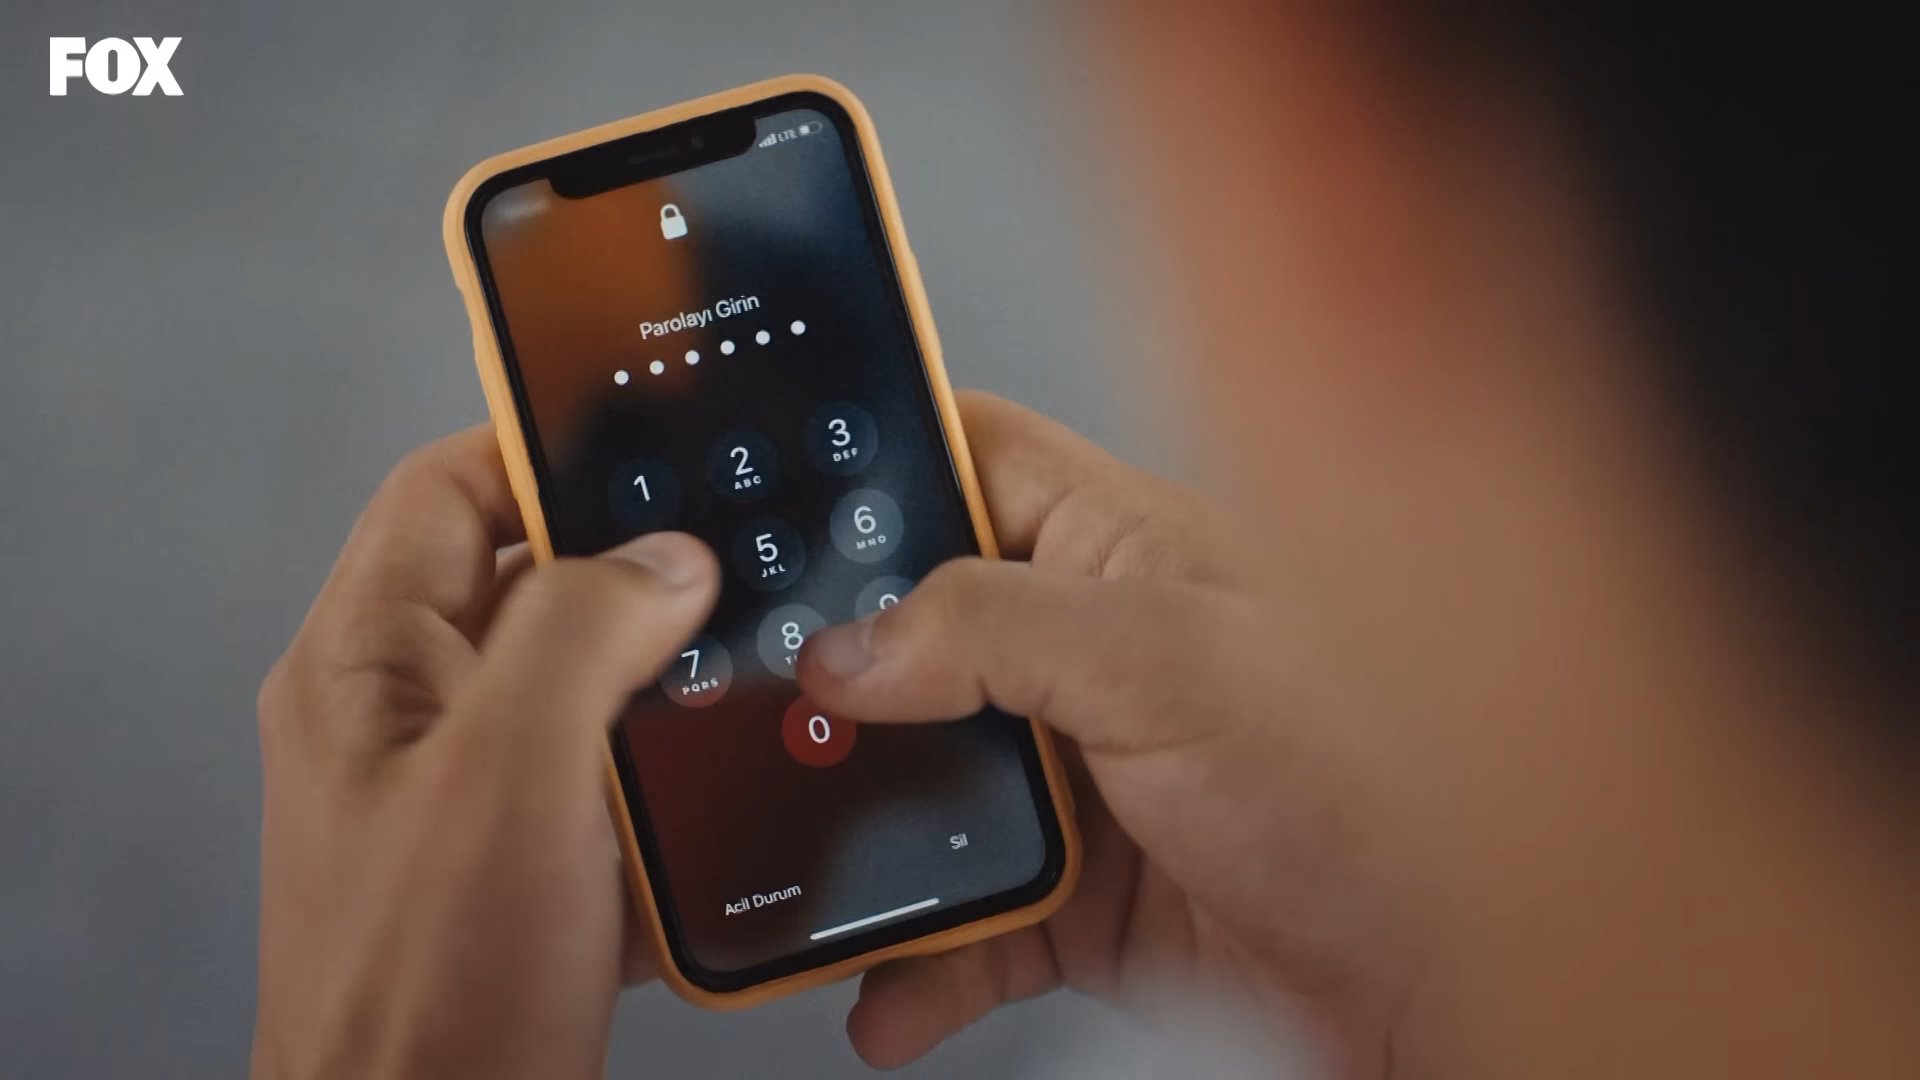 FOX
LTE
Parolayı Girin
1
2
ABC
3
DEF
5
JKL
6
MNO
7
PQRS
8
9
0
Sil
Acil Durum